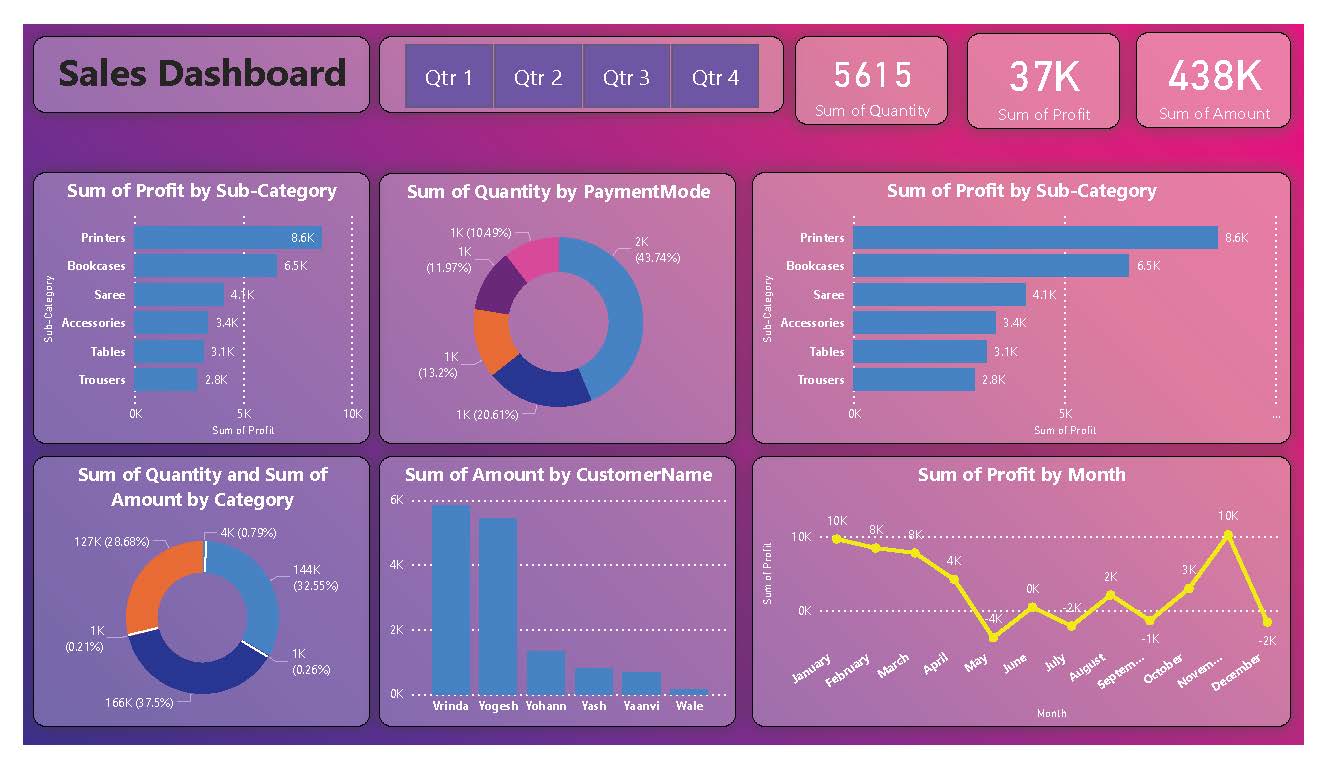 Sales Dashboard
Qtr 1
Qtr 2
Qtr 3
Qtr 4
5615
Sum of Quantity
37K
Sum of Profit
438K
Sum of Amount
Sum of Profit by Sub-Category
Sub-Category
Printers
8.6K
Bookcases
6.5K
Saree
4.1K
Accessories
3.4K
Tables
3.1K
Trousers
2.8K
0K
5K
10K
Sum of Profit
Sum of Quantity by PaymentMode
1K (10.49%)
1K
(11.97%)
2K
(43.74%)
1K
(13.2%)
1K (20.61%)
Sum of Profit by Sub-Category
Sub-Category
Printers
8.6K
Bookcases
6.5K
Saree
4.1K
Accessories
3.4K
Tables
3.1K
Trousers
2.8K
0K
5K
...
Sum of Profit
Sum of Quantity and Sum of
Amount by Category
4K (0.79%)
127K (28.68%)
144K
(32.55%)
1K
(0.21%)
1K
(0.26%)
166K (37.5%)
Sum of Amount by CustomerName
6K
4K
2K
0K
Vrinda
Yogesh
Yohann
Yash
Yaanvi
Wale
Sum of Profit by Month
Sum of Profit
10K
0K
10K
8K
8K
4K
-4K
0K
-2K
2K
-1K
3K
10K
-2K
January
February
March
April
May
June
July
August
Septem...
October
Novem...
December
Month